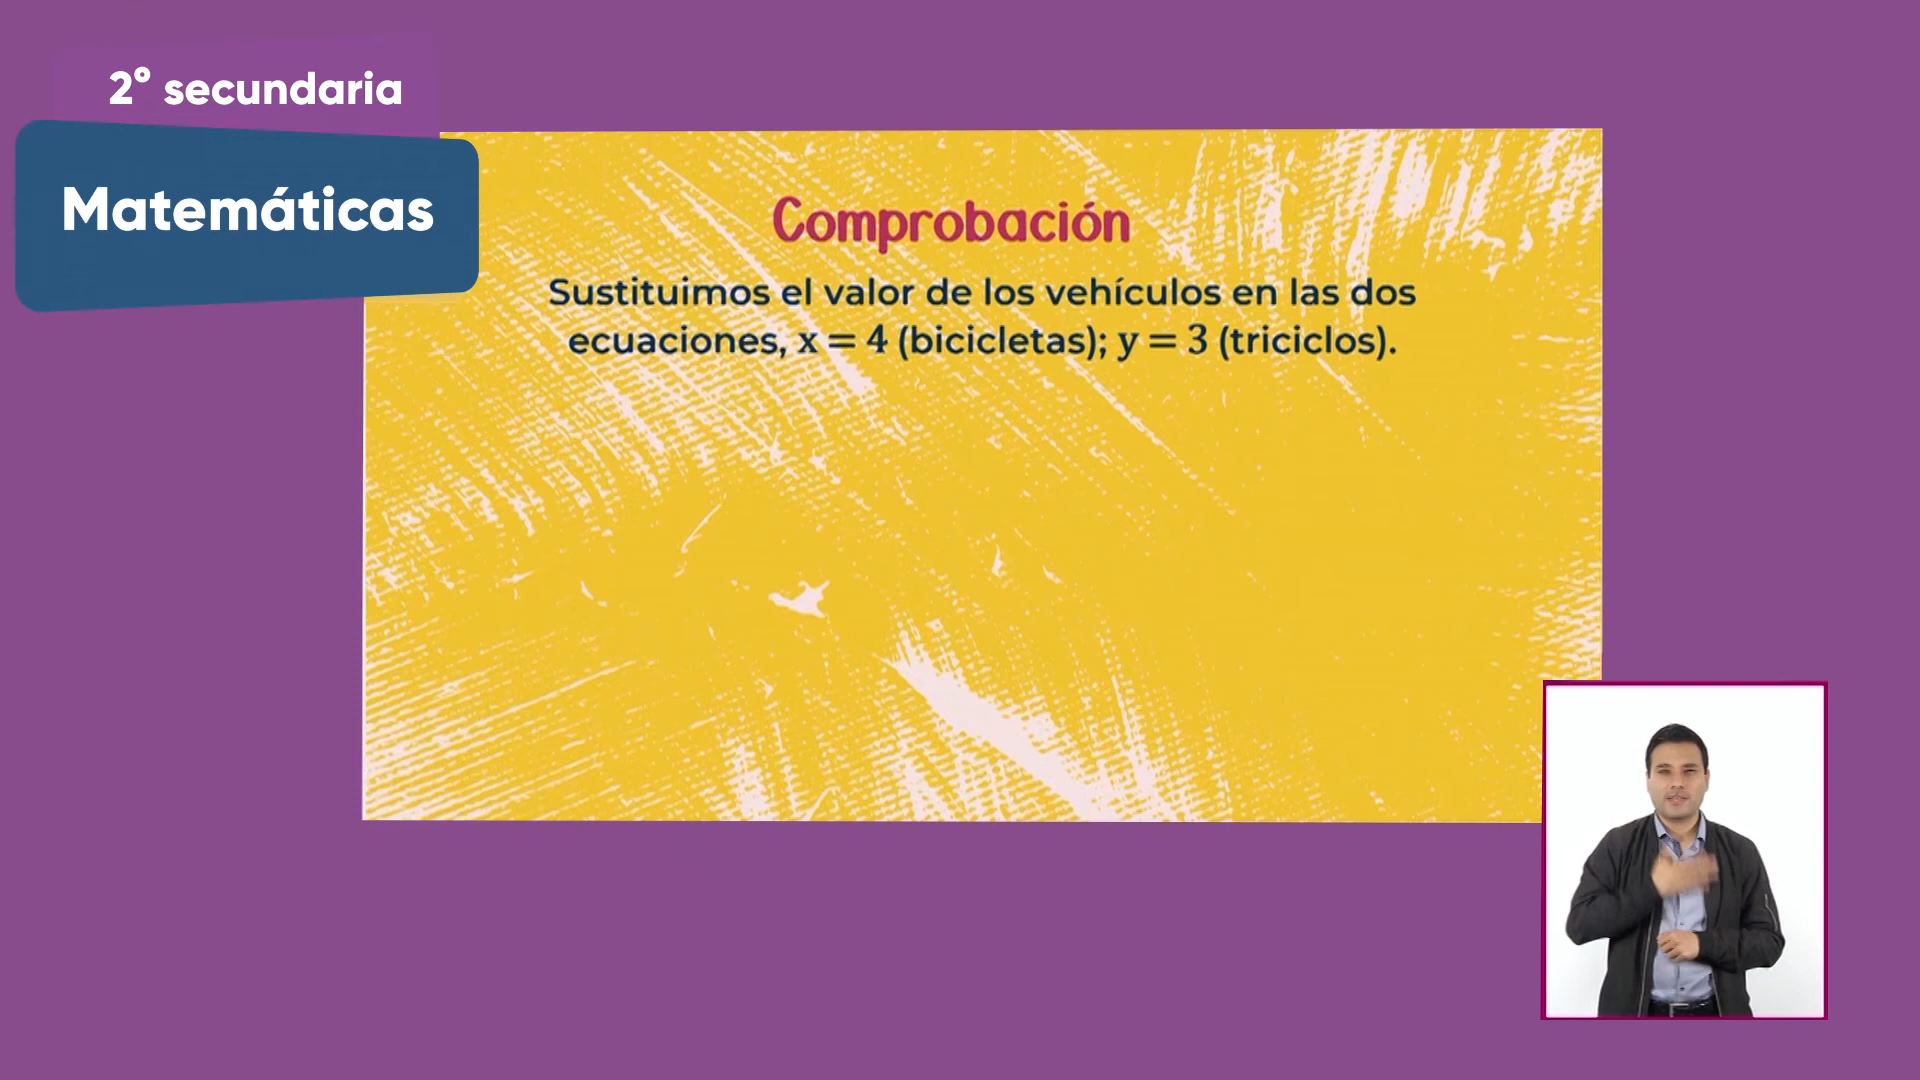 2° secundaria
Matemáticas
Comprobación
Sustituimos el valor de los vehículos en las dos
ecuaciones, x = 4 (bicicletas); y = 3 (triciclos).